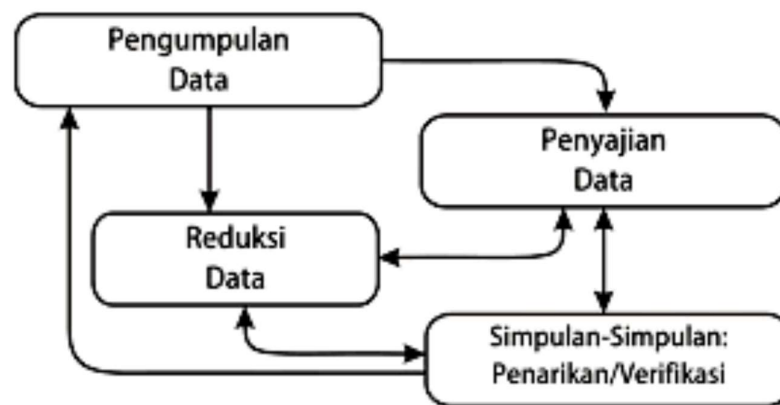 Pengumpulan
Data
Penyajian
Data
Reduksi
Data
Simpulan-Simpulan:
Penarikan/Verifikasi